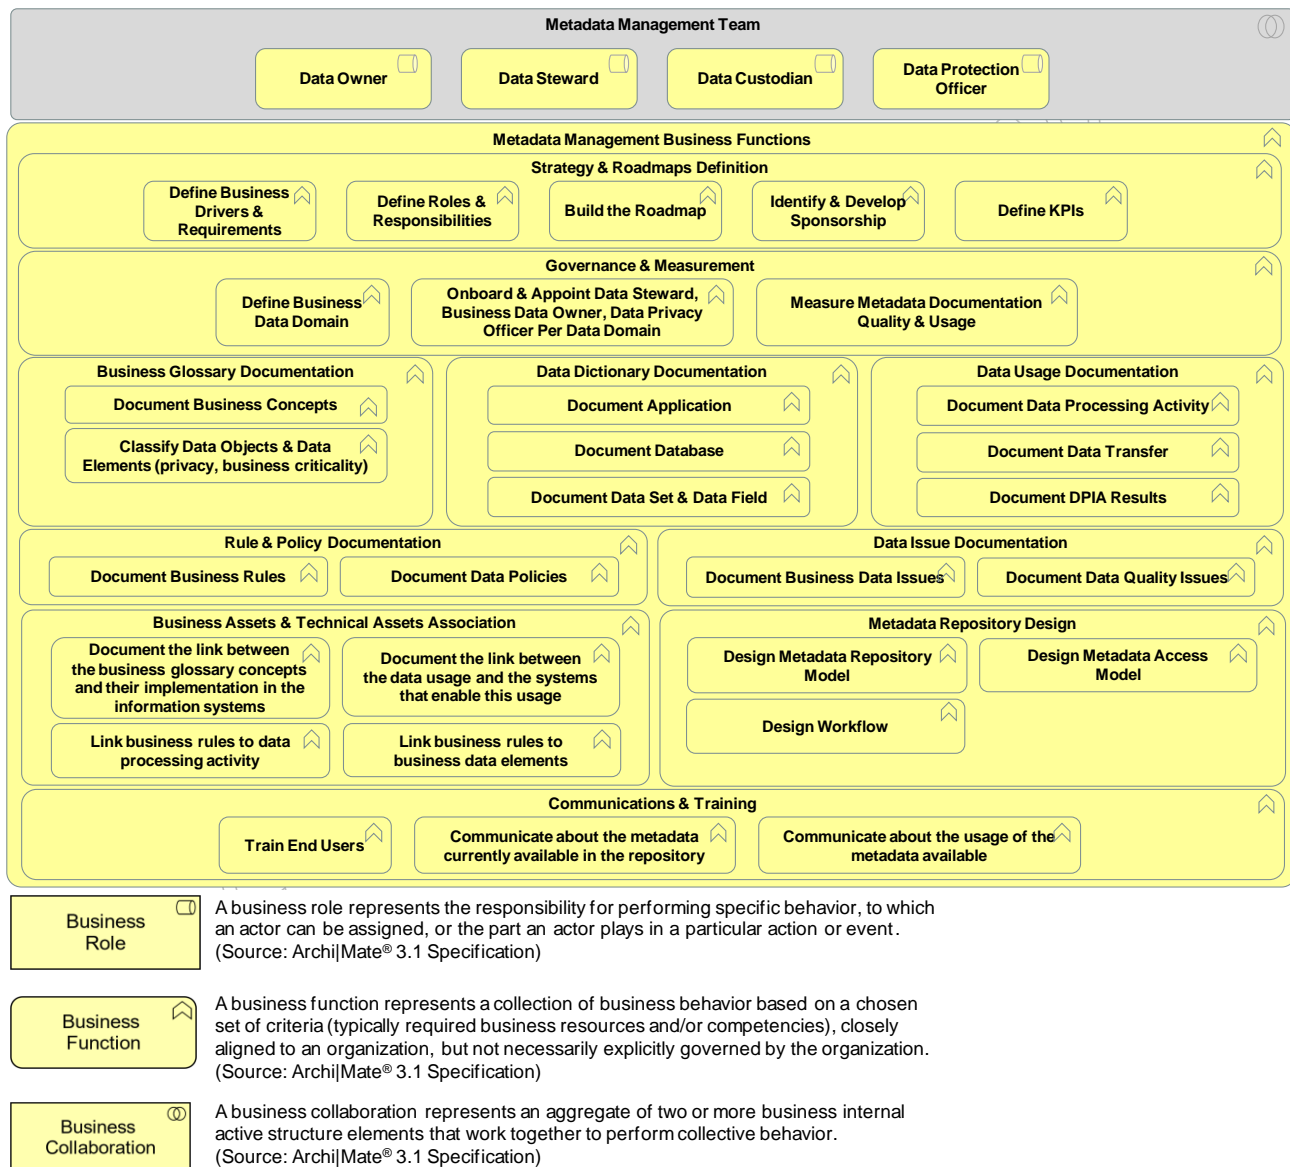 Metadata Management Team
Data Owner
Data Steward
Data Custodian
Data Protection
Officer
Metadata Management Business Functions
Strategy & Roadmaps Definition
Define Business
Drivers &
Requirements
Define Roles &
Responsibilities
Build the Roadmap
Identify & Develop
Sponsorship
Define KPIs
Governance & Measurement
Define Business
Data Domain
Onboard & Appoint Data Steward,
Business Data Owner, Data Privacy
Officer Per Data Domain
Measure Metadata Documentation
Quality & Usage
Business Glossary Documentation
Document Business Concepts
Classify Data Objects & Data
Elements (privacy, business criticality)
Data Dictionary Documentation
Document Application
Document Database
Document Data Set & Data Field
Data Usage Documentation
Document Data Processing Activity
Document Data Transfer
Document DPIA Results
Rule & Policy Documentation
Document Business Rules
Document Data Policies
Data Issue Documentation
Document Business Data Issues
Document Data Quality Issues
Business Assets & Technical Assets Association
Document the link between
the business glossary concepts
and their implementation in the
information systems
Document the link between
the data usage and the systems
that enable this usage
Link business rules to data
processing activity
Link business rules to
business data elements
Metadata Repository Design
Design Metadata Repository
Model
Design Metadata Access
Model
Design Workflow
Communications & Training
Train End Users
Communicate about the metadata
currently available in the repository
Communicate about the usage of the
metadata available
Business
Role
A business role represents the responsibility for performing specific behavior, to which
an actor can be assigned, or the part an actor plays in a particular action or event.
(Source: Archi|Mate® 3.1 Specification)
Business
Function
A business function represents a collection of business behavior based on a chosen
set of criteria (typically required business resources and/or competencies), closely
aligned to an organization, but not necessarily explicitly governed by the organization.
(Source: Archi|Mate® 3.1 Specification)
Business
Collaboration
A business collaboration represents an aggregate of two or more business internal
active structure elements that work together to perform collective behavior.
(Source: Archi|Mate® 3.1 Specification)